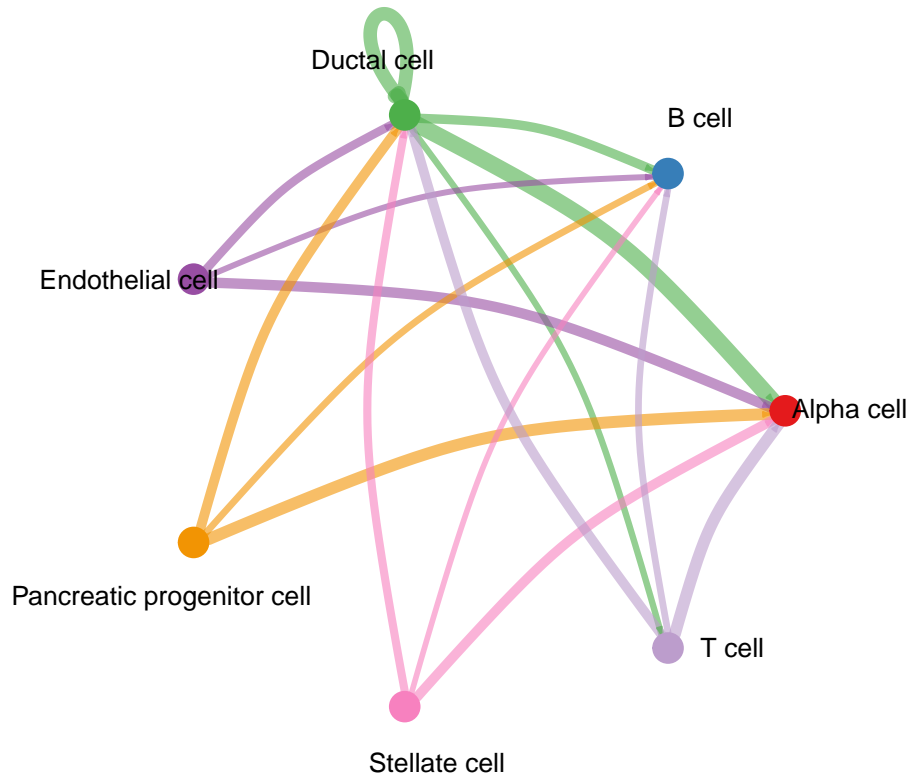 Ductal cell
B cell
Endothelial cell
Alpha cell
Pancreatic progenitor cell
T cell
Stellate cell